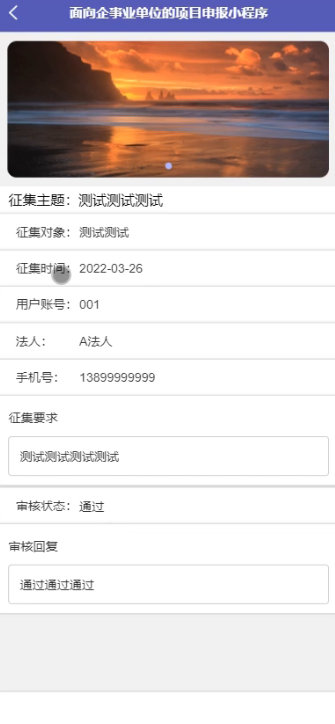 面向企事业单位的项目申报小程序
征集主题：测试测试测试
征集对象：测试测试
征集时间：2022-03-26
用户账号：001
法人：A法人
手机号：13899999999
征集要求
测试测试测试测试
审核状态：通过
审核回复
通过通过通过